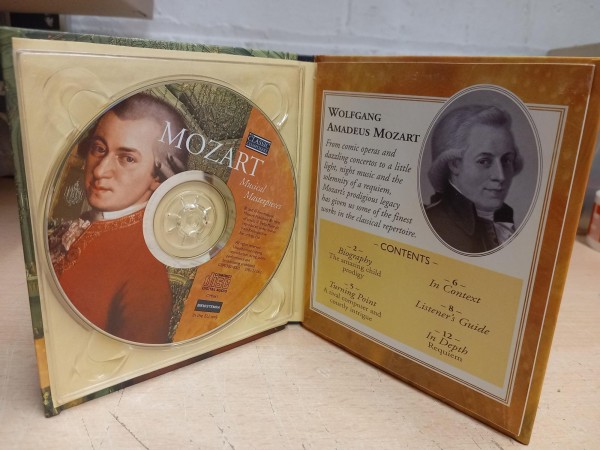 MOZART
Musical
Masterpieces
WOLFGANG
AMADEUS MOZART
From comic operas and
dazzling concertos to a little
light, night music and the
solemnity of a requiem,
Mozart's prodigious legacy
has given us some of the finest
works in the classical repertoire.
– CONTENTS –
– 2 –
Biography
The amazing child
prodigy
– 5 –
Turning Point
A rival composer and
courtly intrigue
– 6 –
In Context
– 8 –
Listener's Guide
– 12 –
In Depth
Requiem